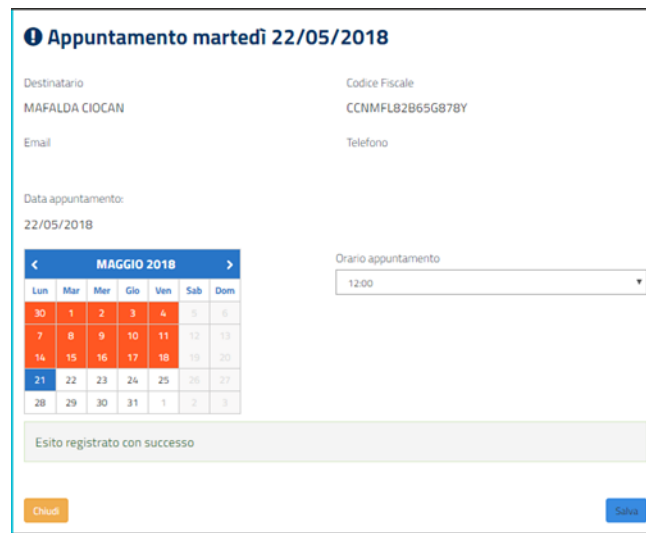 Appuntamento martedì 22/05/2018
Destinatario Codice Fiscale
MAFALDA CIOCAN CCNMFL82B65G878Y
Email Telefono
Data appuntamento:
22/05/2018
< MAGGIO 2018 >
Orario appuntamento
12:00
Lun Mar Mer Gio Ven Sab Dom
30 1 2 3 4 5 6
7 8 9 10 11 12 13
14 15 16 17 18 19 20
21 22 23 24 25 26 27
28 29 30 31 1 2 3
Esito registrato con successo
Chiudi Salva